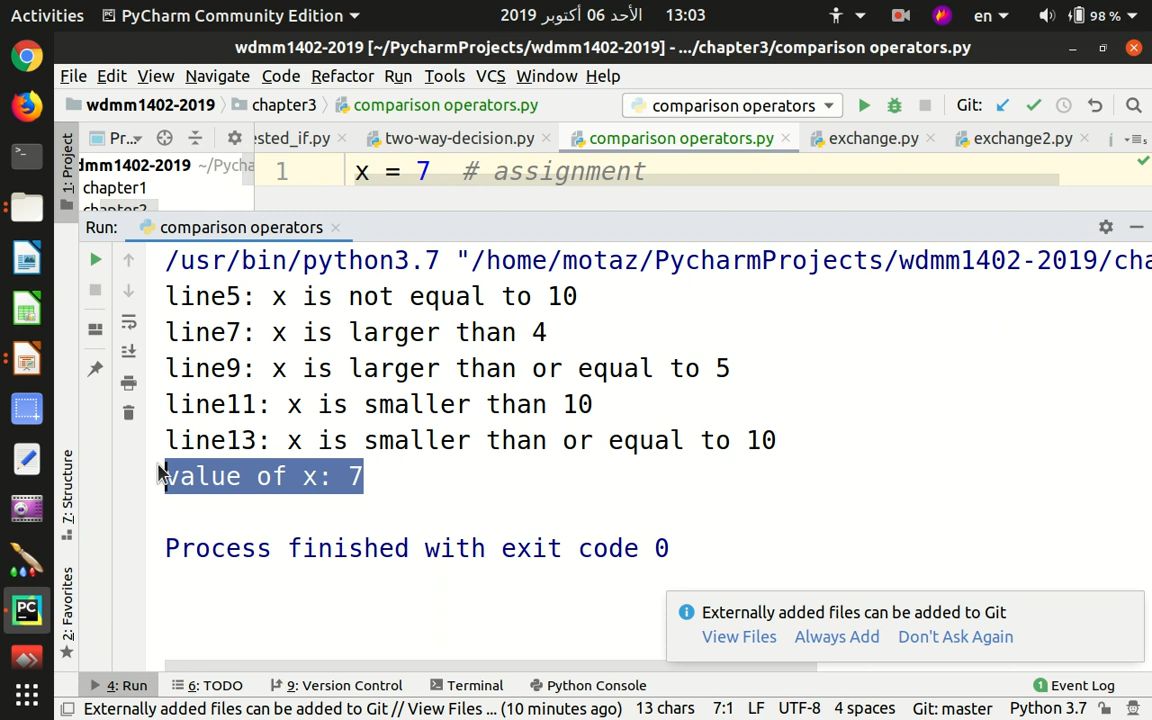 Activities PyCharm Community Edition الأحد 06 أكتوبر 2019 13:03 en 98 %
wdmm1402-2019 [~/PycharmProjects/wdmm1402-2019] - .../chapter3/comparison operators.py
File Edit View Navigate Code Refactor Run Tools VCS Window Help
wdmm1402-2019 chapter3 comparison operators.py comparison operators Git:
1: Project
Pr... ested_if.py two-way-decision.py comparison operators.py exchange.py exchange2.py
dmm1402-2019 ~/Pycha
chapter1
chapter2
1 x = 7 # assignment
Run: comparison operators
/usr/bin/python3.7 "/home/motaz/PycharmProjects/wdmm1402-2019/cha
line5: x is not equal to 10
line7: x is larger than 4
line9: x is larger than or equal to 5
line11: x is smaller than 10
line13: x is smaller than or equal to 10
value of x: 7
Process finished with exit code 0
7: Structure
2: Favorites
Externally added files can be added to Git
View Files Always Add Don't Ask Again
4: Run 6: TODO 9: Version Control Terminal Python Console 1 Event Log
Externally added files can be added to Git // View Files ... (10 minutes ago) 13 chars 7:1 LF UTF-8 4 spaces Git: master Python 3.7